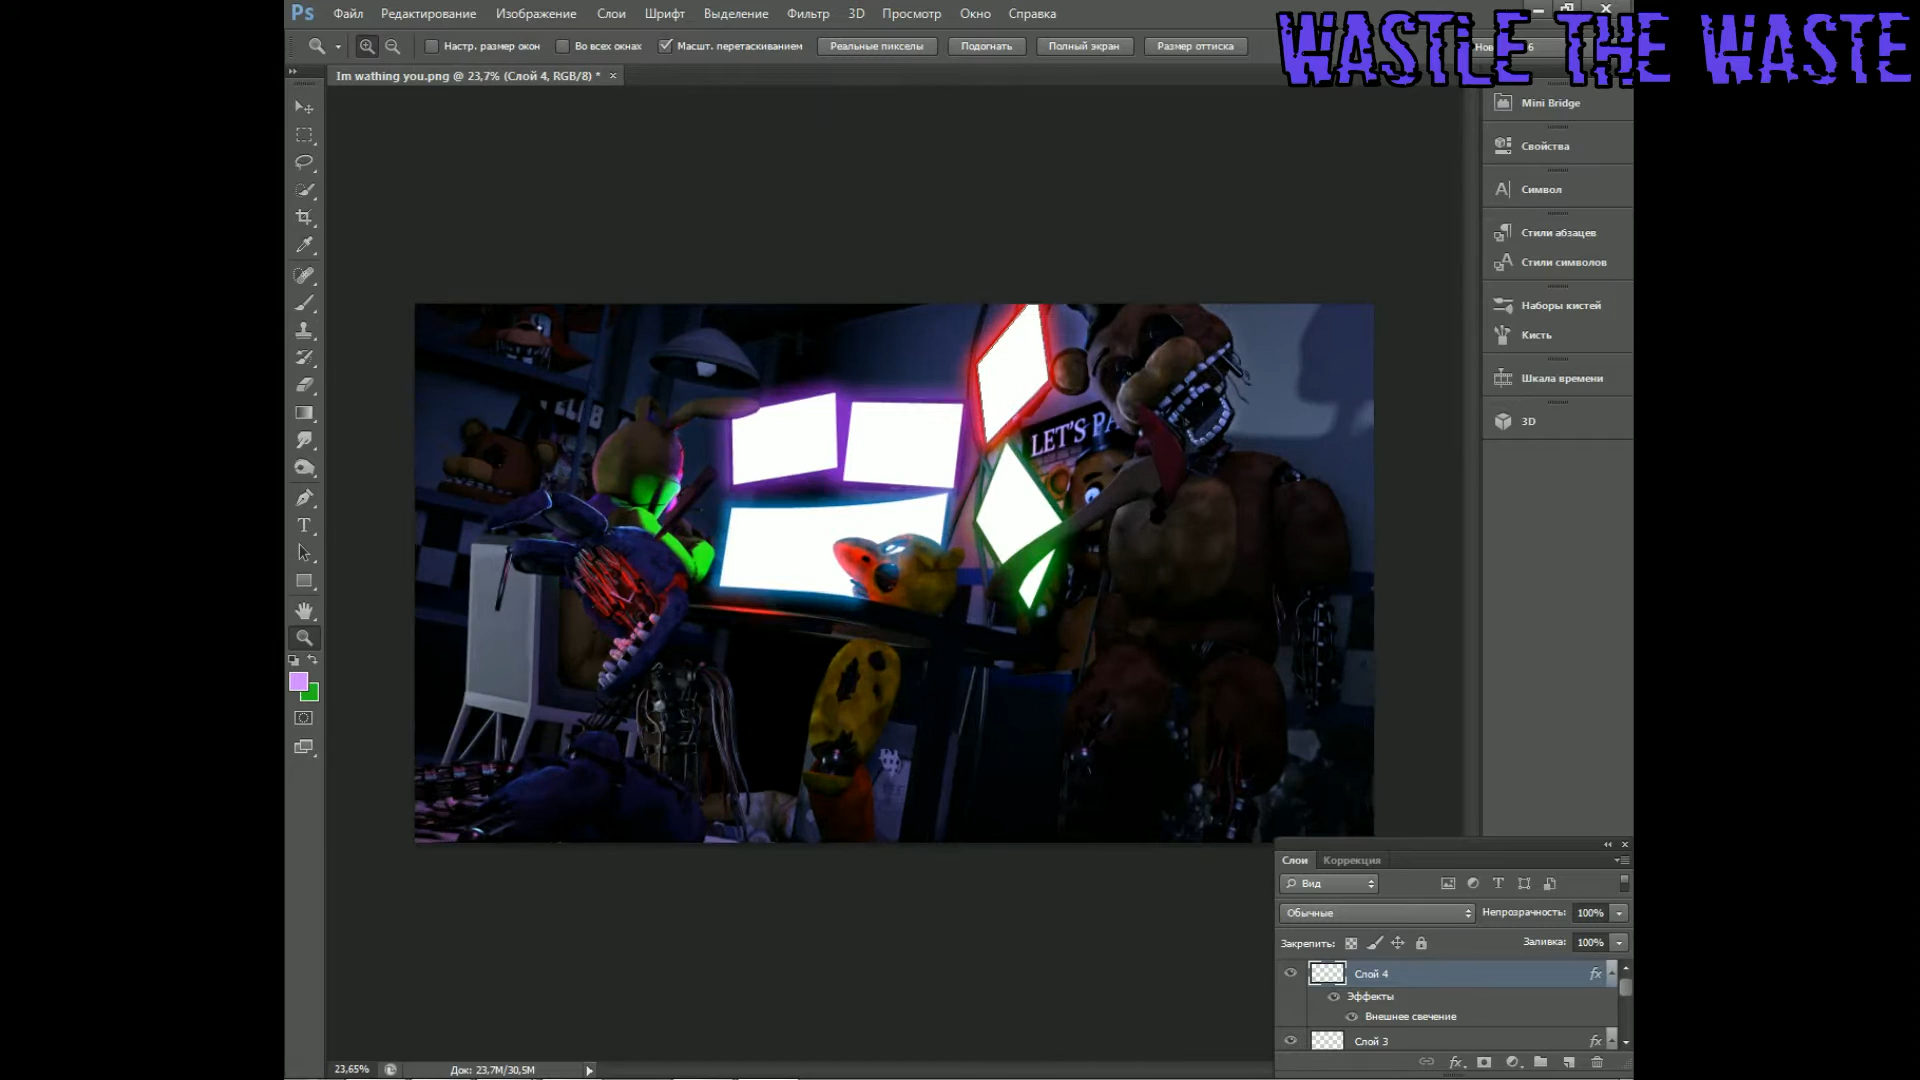 WASTLE THE WASTE
Ps Файл Редактирование Изображение Слои Шрифт Выделение Фильтр 3D Просмотр Окно Справка
Настр. размер окон Во всех окнах Масшт. перетаскиванием Реальные пикселы Подогнать Полный экран Размер оттиска
Im wathing you.png @ 23,7% (Слой 4, RGB/8) * ×
Mini Bridge
Свойства
Символ
Стили абзацев
Стили символов
Наборы кистей
Кисть
Шкала времени
3D
LET'S PA
Слои Коррекция
Вид
Обычные Непрозрачность: 100%
Закрепить: Заливка: 100%
Слой 4 fx
Эффекты
Внешнее свечение
Слой 3 fx
23,65% Док: 23,7M/30,5M